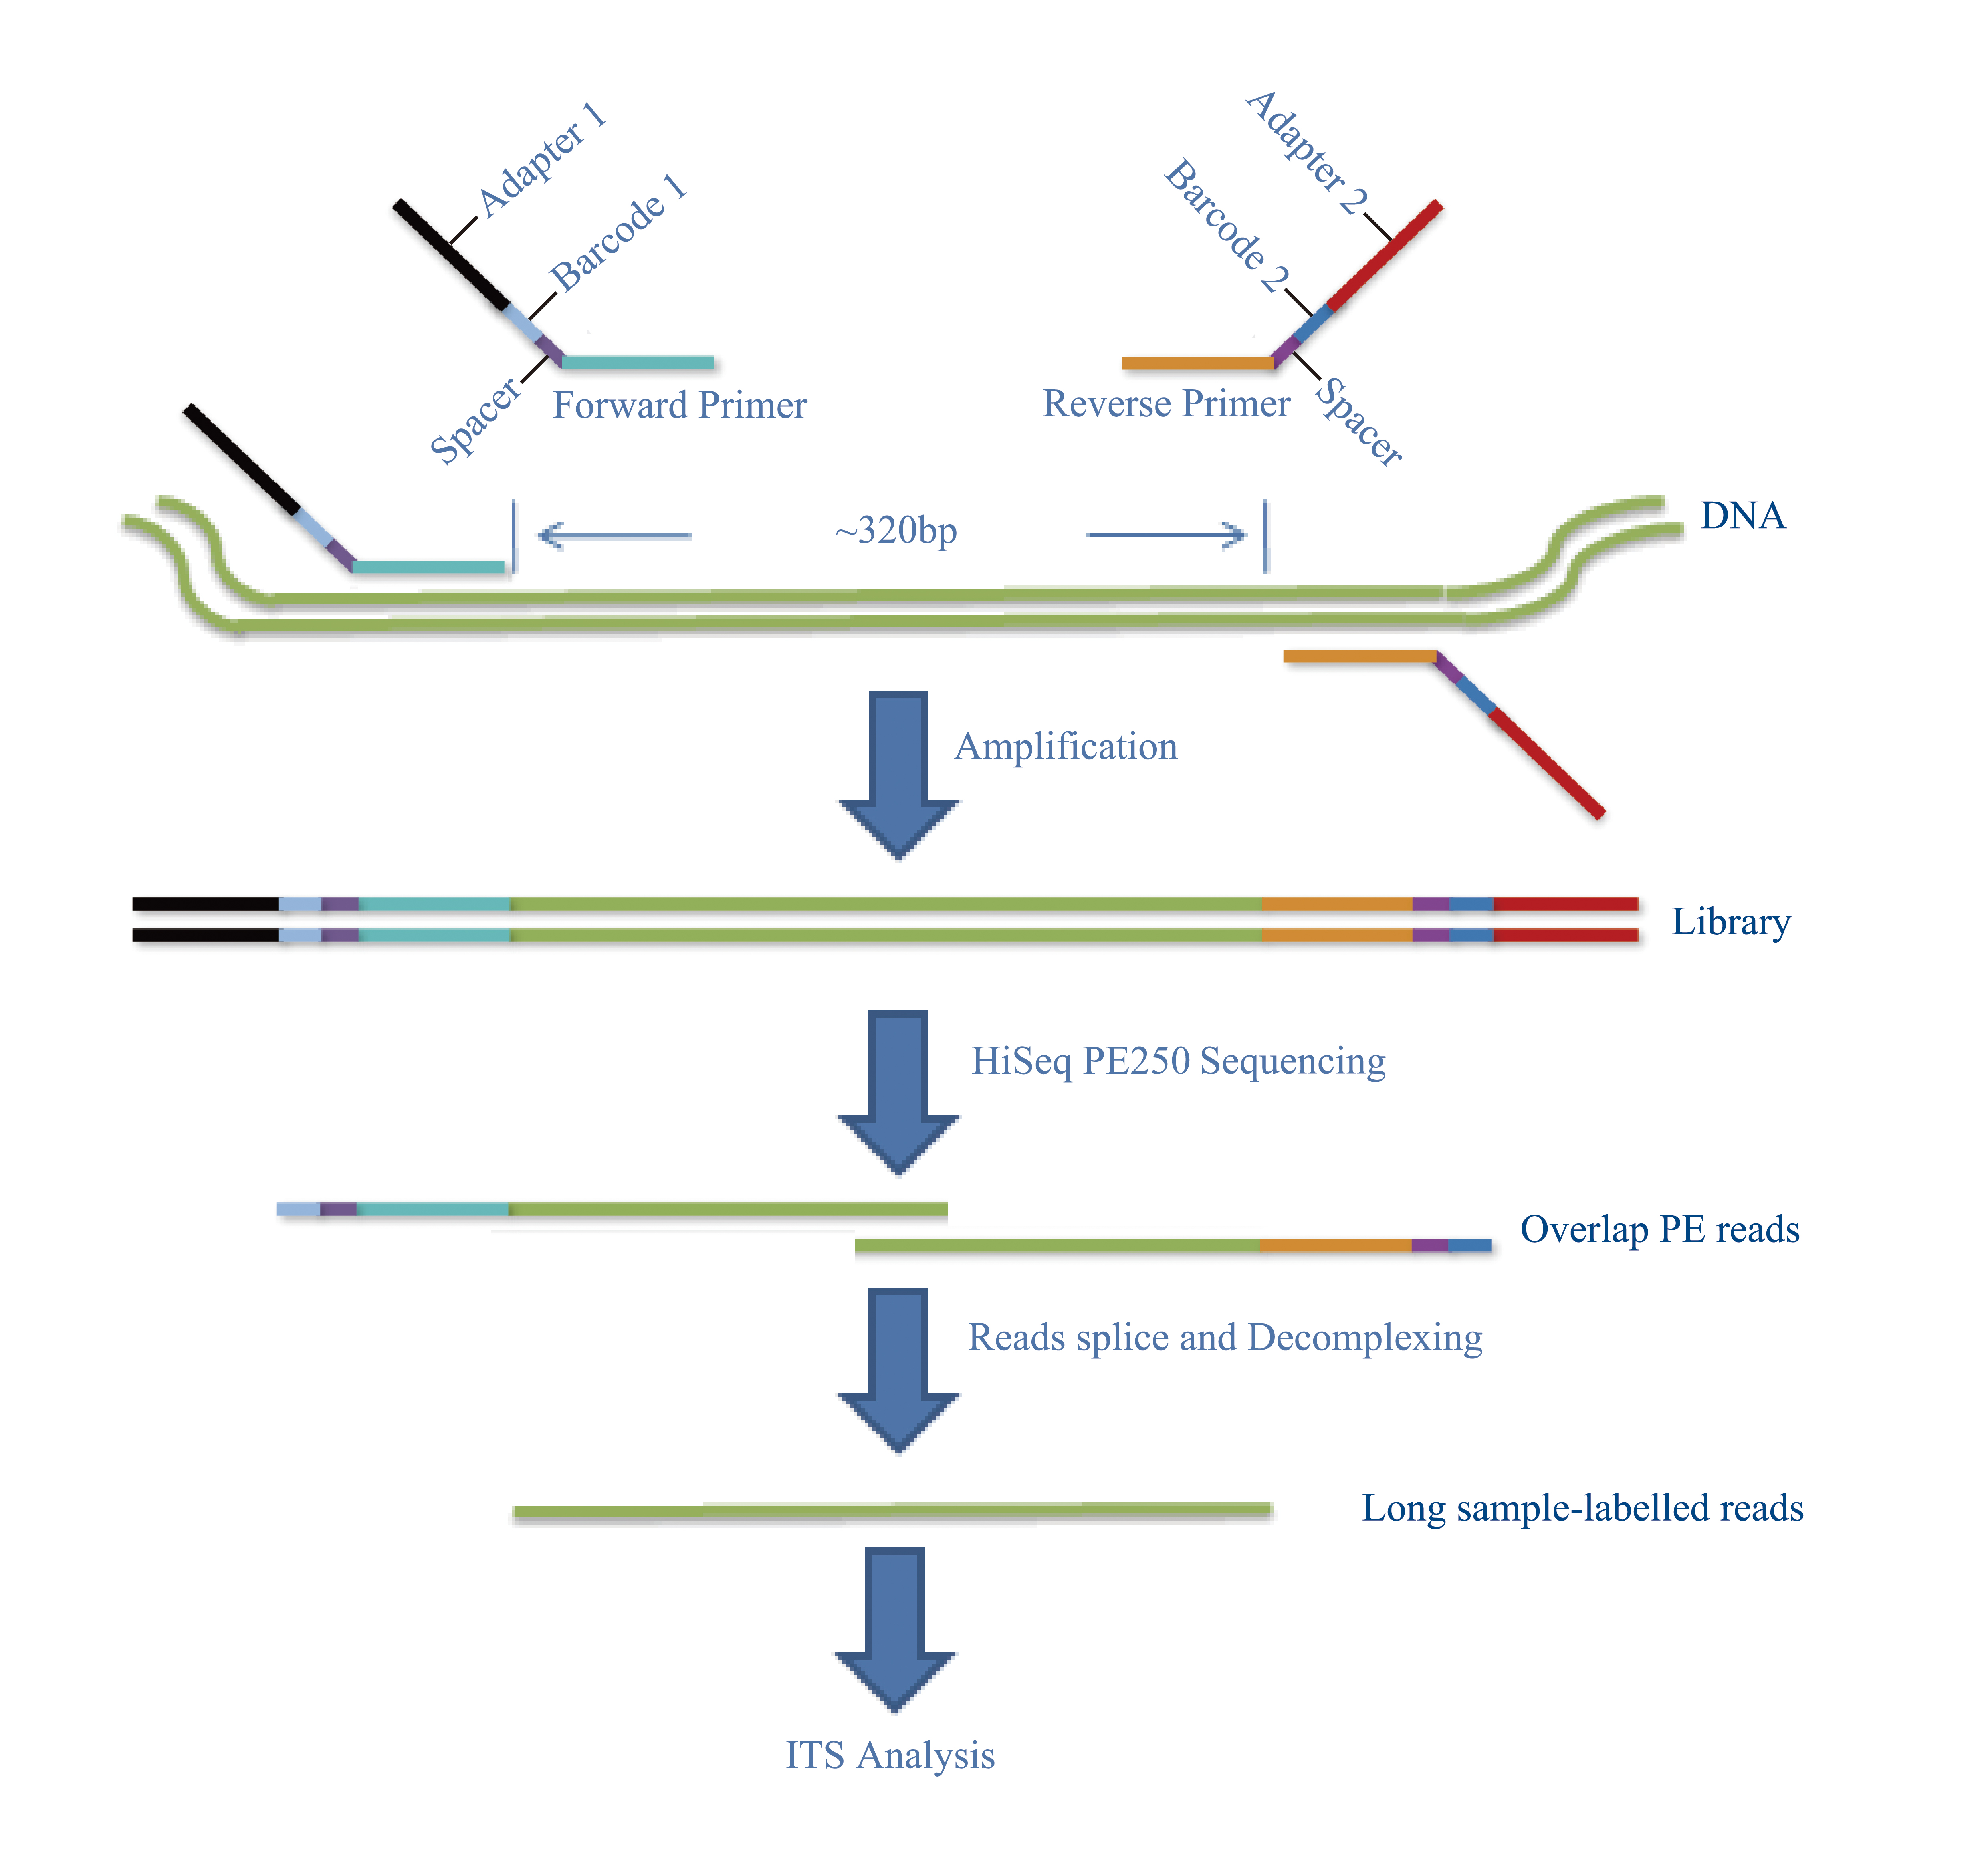 Adapter 1
Adapter 2
Barcode 1
Barcode 2
Spacer
Forward Primer
Reverse Primer
Spacer
~320bp
DNA
Amplification
Library
HiSeq PE250 Sequencing
Overlap PE reads
Reads splice and Decomplexing
Long sample-labelled reads
ITS Analysis